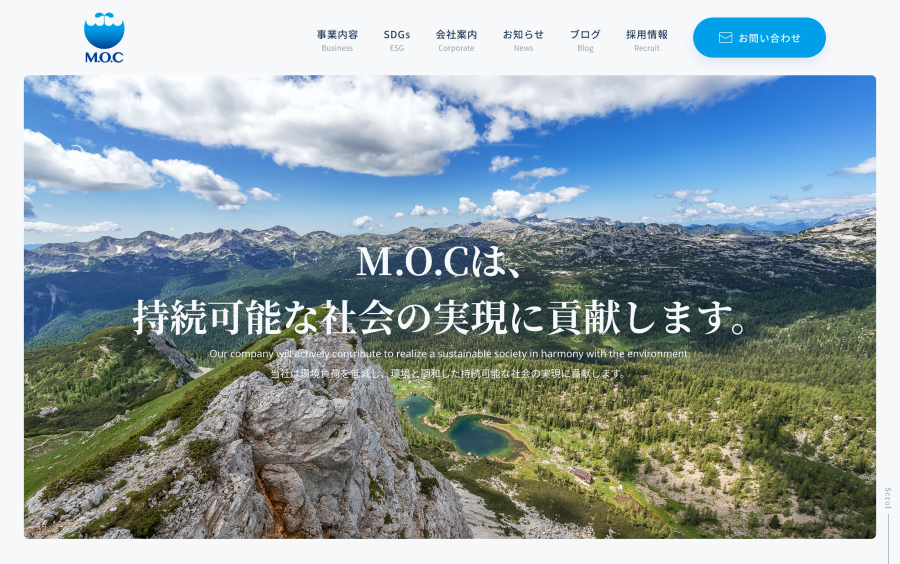 M.O.C
事業内容
Business
SDGs
ESG
会社案内
Corporate
お知らせ
News
ブログ
Blog
採用情報
Recruit
お問い合わせ
M.O.Cは、
持続可能な社会の実現に貢献します。
Our company will actively contribute to realize a sustainable society in harmony with the environment.
当社は環境負荷を低減し、環境と調和した持続可能な社会の実現に貢献します。
Scrol